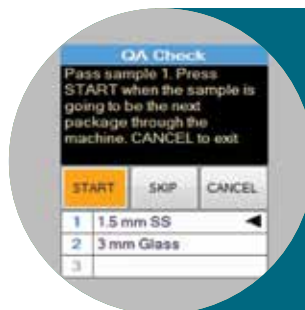 QA Check
Pass sample 1. Press
START when the sample is
going to be the next
package through the
machine. CANCEL to exit
START SKIP CANCEL
1 1.5 mm SS
2 3 mm Glass
3